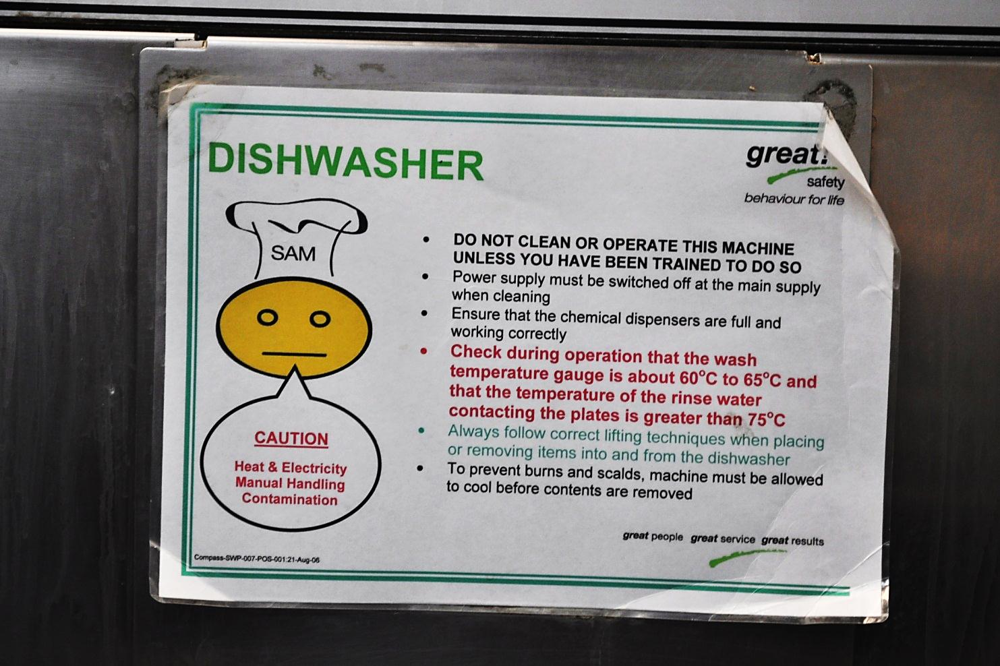 DISHWASHER
great!
safety
behaviour for life
SAM
DO NOT CLEAN OR OPERATE THIS MACHINE
UNLESS YOU HAVE BEEN TRAINED TO DO SO
Power supply must be switched off at the main supply
when cleaning
Ensure that the chemical dispensers are full and
working correctly
Check during operation that the wash
temperature gauge is about 60°C to 65°C and
that the temperature of the rinse water
contacting the plates is greater than 75°C
Always follow correct lifting techniques when placing
or removing items into and from the dishwasher
To prevent burns and scalds, machine must be allowed
to cool before contents are removed
CAUTION
Heat & Electricity
Manual Handling
Contamination
great people great service great results
Compass-SWP-007-POS-001:21-Aug-06